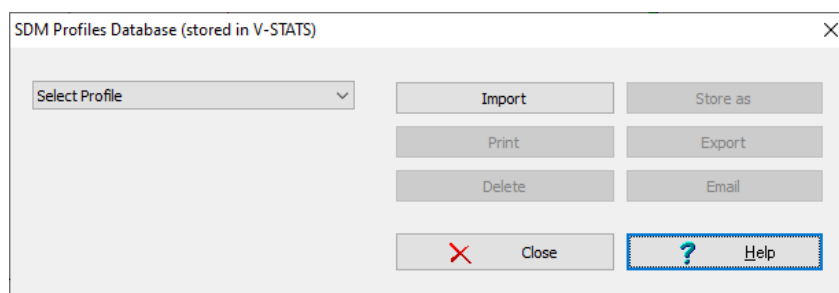 SDM Profiles Database (stored in V-STATS)
Select Profile
Import
Store as
Print
Export
Delete
Email
Close
? Help